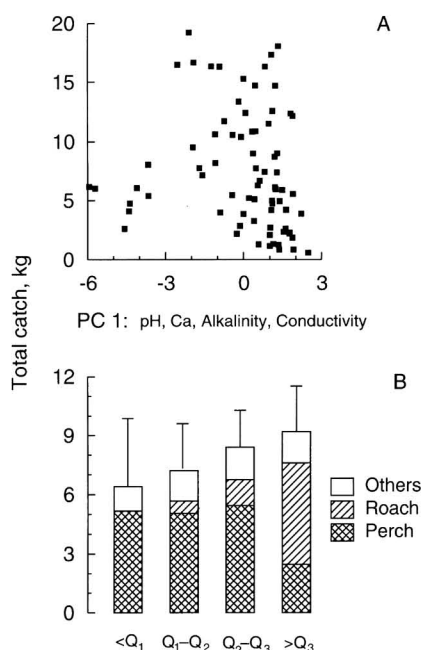 A
20
15
10
5
0
-6
-3
0
3
PC 1: pH, Ca, Alkalinity, Conductivity
Total catch, kg
B
12
9
6
3
0
Others
Roach
Perch
<Q₁
Q₁–Q₂
Q₂–Q₃
>Q₃